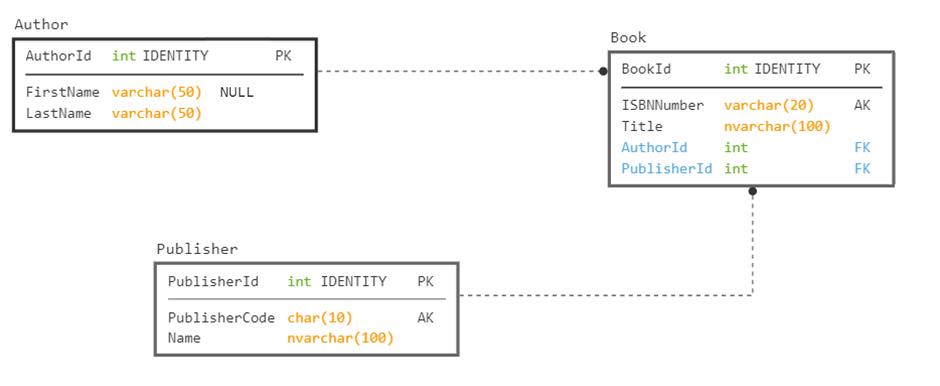 Author
AuthorId int IDENTITY PK
FirstName varchar(50) NULL
LastName varchar(50)
Book
BookId int IDENTITY PK
ISBNNumber varchar(20) AK
Title nvarchar(100)
AuthorId int FK
PublisherId int FK
Publisher
PublisherId int IDENTITY PK
PublisherCode char(10) AK
Name nvarchar(100)